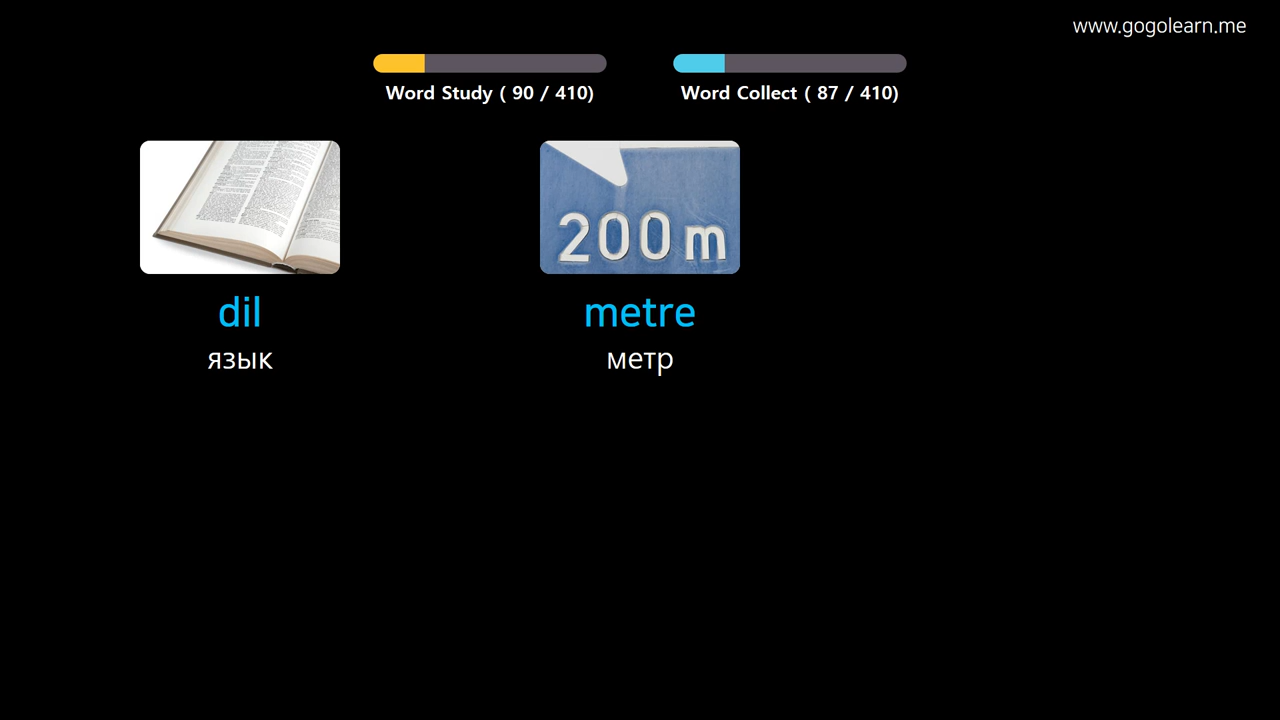 www.gogolearn.me
Word Study ( 90 / 410)
Word Collect ( 87 / 410)
200 m
dil
metre
язык
метр